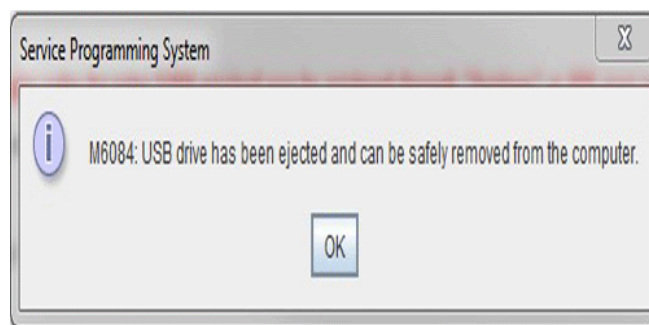 Service Programming System
M6084: USB drive has been ejected and can be safely removed from the computer.
OK